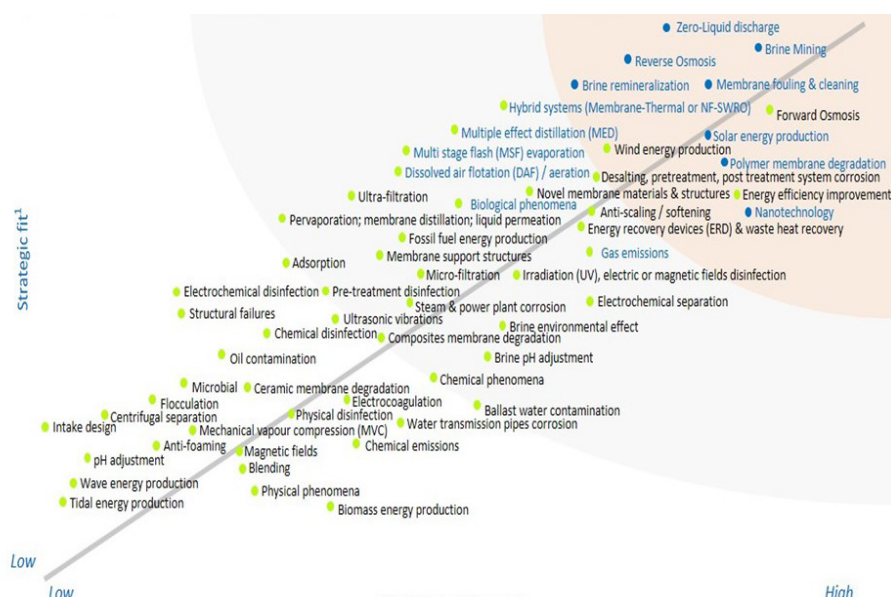 Zero-Liquid discharge
Brine Mining
Reverse Osmosis
Brine remineralization
Membrane fouling & cleaning
Hybrid systems (Membrane-Thermal or NF-SWRO)
Forward Osmosis
Multiple effect distillation (MED)
Solar energy production
Multi stage flash (MSF) evaporation
Wind energy production
Polymer membrane degradation
Dissolved air flotation (DAF) / aeration
Desalting, pretreatment, post treatment system corrosion
Ultra-filtration
Novel membrane materials & structures
Energy efficiency improvement
Biological phenomena
Anti-scaling / softening
Nanotechnology
Pervaporation; membrane distillation; liquid permeation
Energy recovery devices (ERD) & waste heat recovery
Fossil fuel energy production
Strategic fit¹
Membrane support structures
Gas emissions
Adsorption
Micro-filtration
Irradiation (UV), electric or magnetic fields disinfection
Electrochemical disinfection
Pre-treatment disinfection
Steam & power plant corrosion
Electrochemical separation
Structural failures
Ultrasonic vibrations
Brine environmental effect
Chemical disinfection
Composites membrane degradation
Oil contamination
Brine pH adjustment
Microbial
Ceramic membrane degradation
Chemical phenomena
Flocculation
Electrocoagulation
Ballast water contamination
Centrifugal separation
Physical disinfection
Intake design
Mechanical vapour compression (MVC)
Water transmission pipes corrosion
Anti-foaming
Magnetic fields
Chemical emissions
pH adjustment
Blending
Wave energy production
Physical phenomena
Tidal energy production
Biomass energy production
Low
Low
High